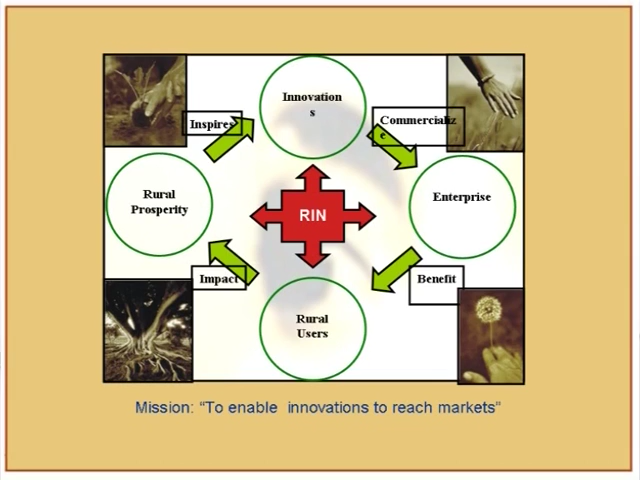 Innovation
s
Inspires
Commercializ
e
Rural
Prosperity
RIN
Enterprise
Impact
Benefit
Rural
Users
Mission: “To enable  innovations to reach markets”